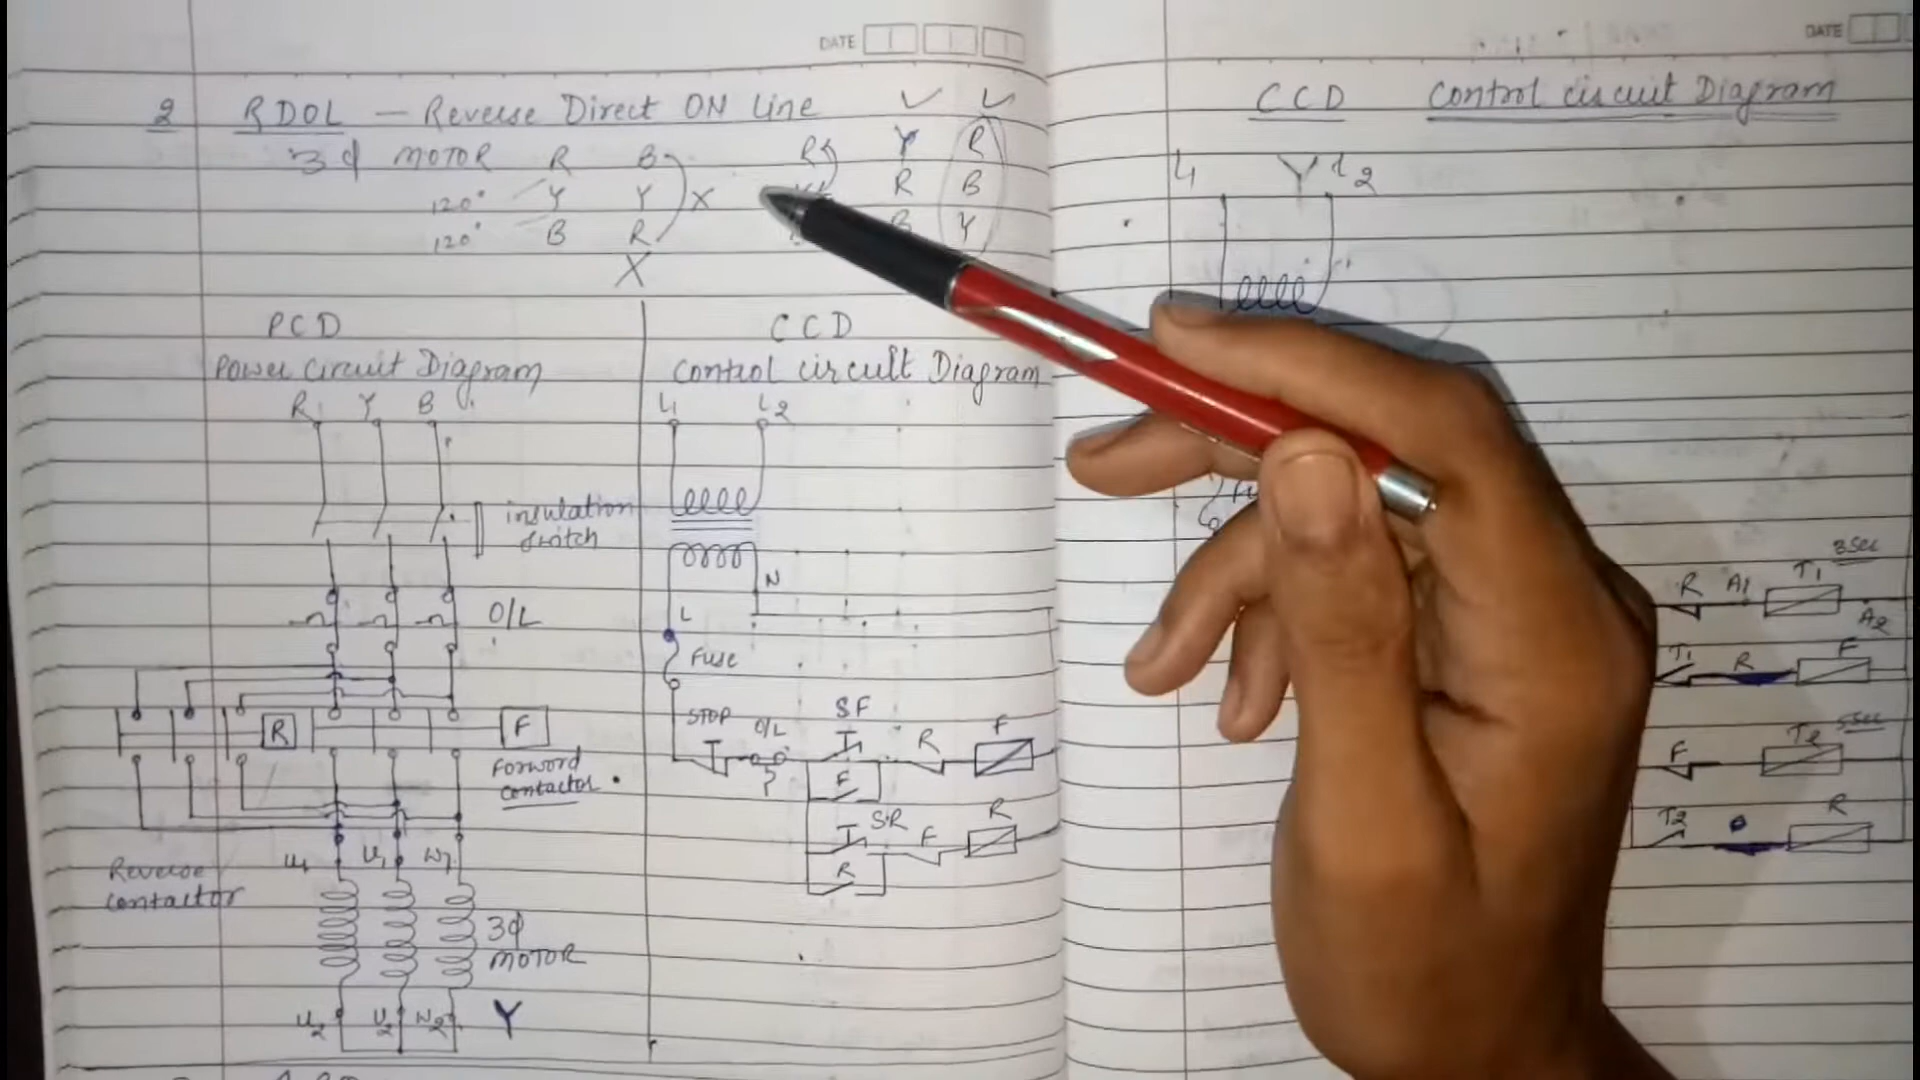 DATE
2 RDOL — Reverse Direct ON Line
3φ MOTOR R B R Y R
120° Y Y X R B
120° B R B Y
X
PCD
Power circuit Diagram
R Y B
insulation
switch
O/L
R F
Forword
contactor
Reverse
contactor
U1 V1 W1
3φ
MOTOR
U2 V2 W2 Y
CCD
control circuit Diagram
L1 L2
N
L
Fuse
STOP O/L SF R F
F
SR F R
R
DATE
CCD Control circuit Diagram
L1 Y L2
R A1 T1 3sec
A2
T1 R F
F T2 5sec
T2 R